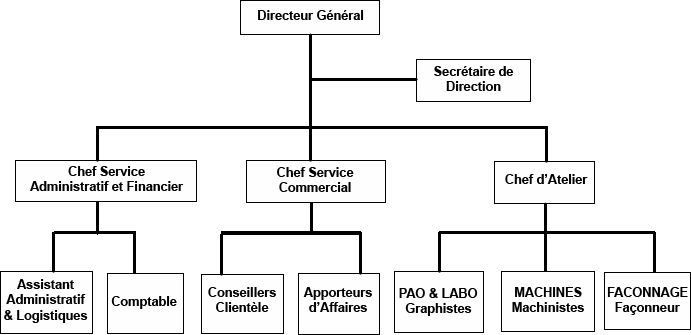 Directeur Général
Secrétaire de
Direction
Chef Service
Administratif et Financier
Chef Service
Commercial
Chef d'Atelier
Assistant
Administratif
& Logistiques
Comptable
Conseillers
Clientèle
Apporteurs
d'Affaires
PAO & LABO
Graphistes
MACHINES
Machinistes
FACONNAGE
Façonneur